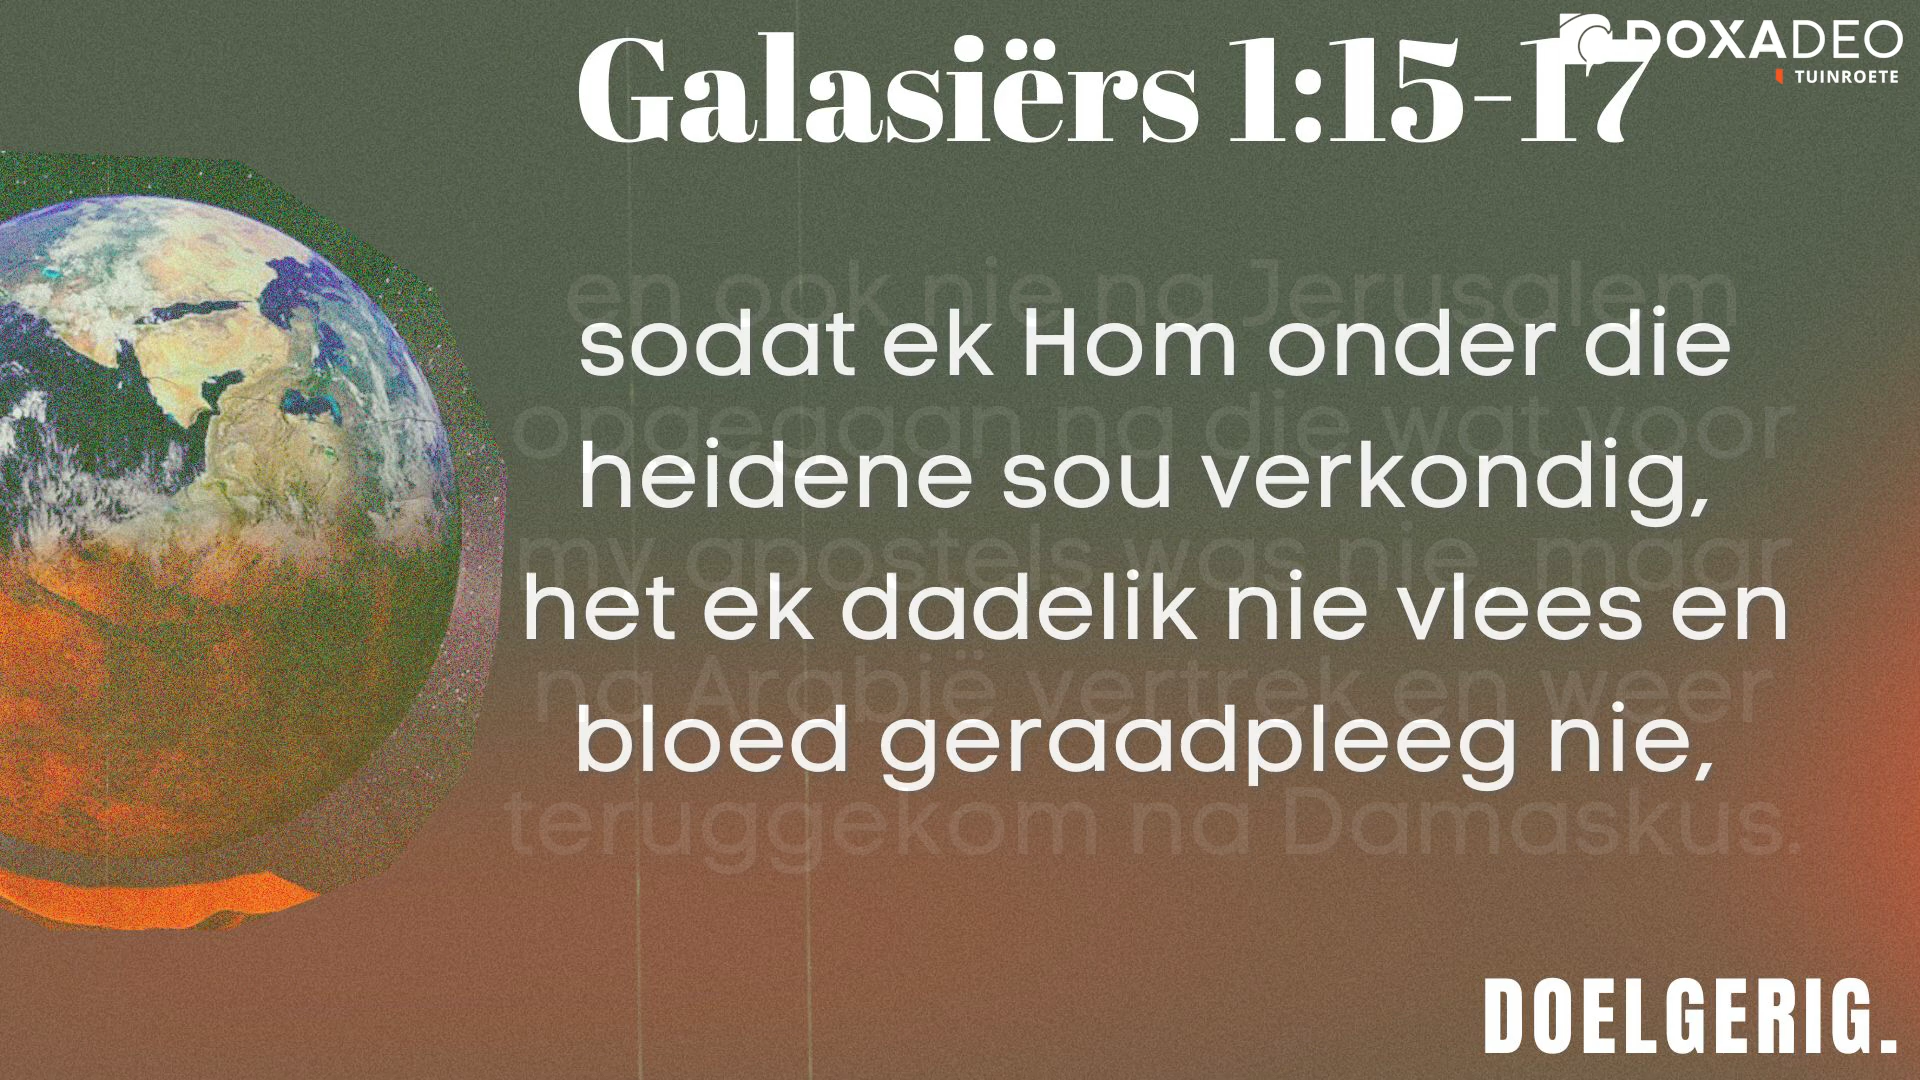 Galasiërs 1:15-17
DOXADEO
TUINROETE
sodat ek Hom onder die
heidene sou verkondig,
het ek dadelik nie vlees en
bloed geraadpleeg nie,
en ook nie na Jerusalem
opgegaan na die wat voor
my apostels was nie, maar
na Arabië vertrek en weer
teruggekom na Damaskus.
DOELGERIG.